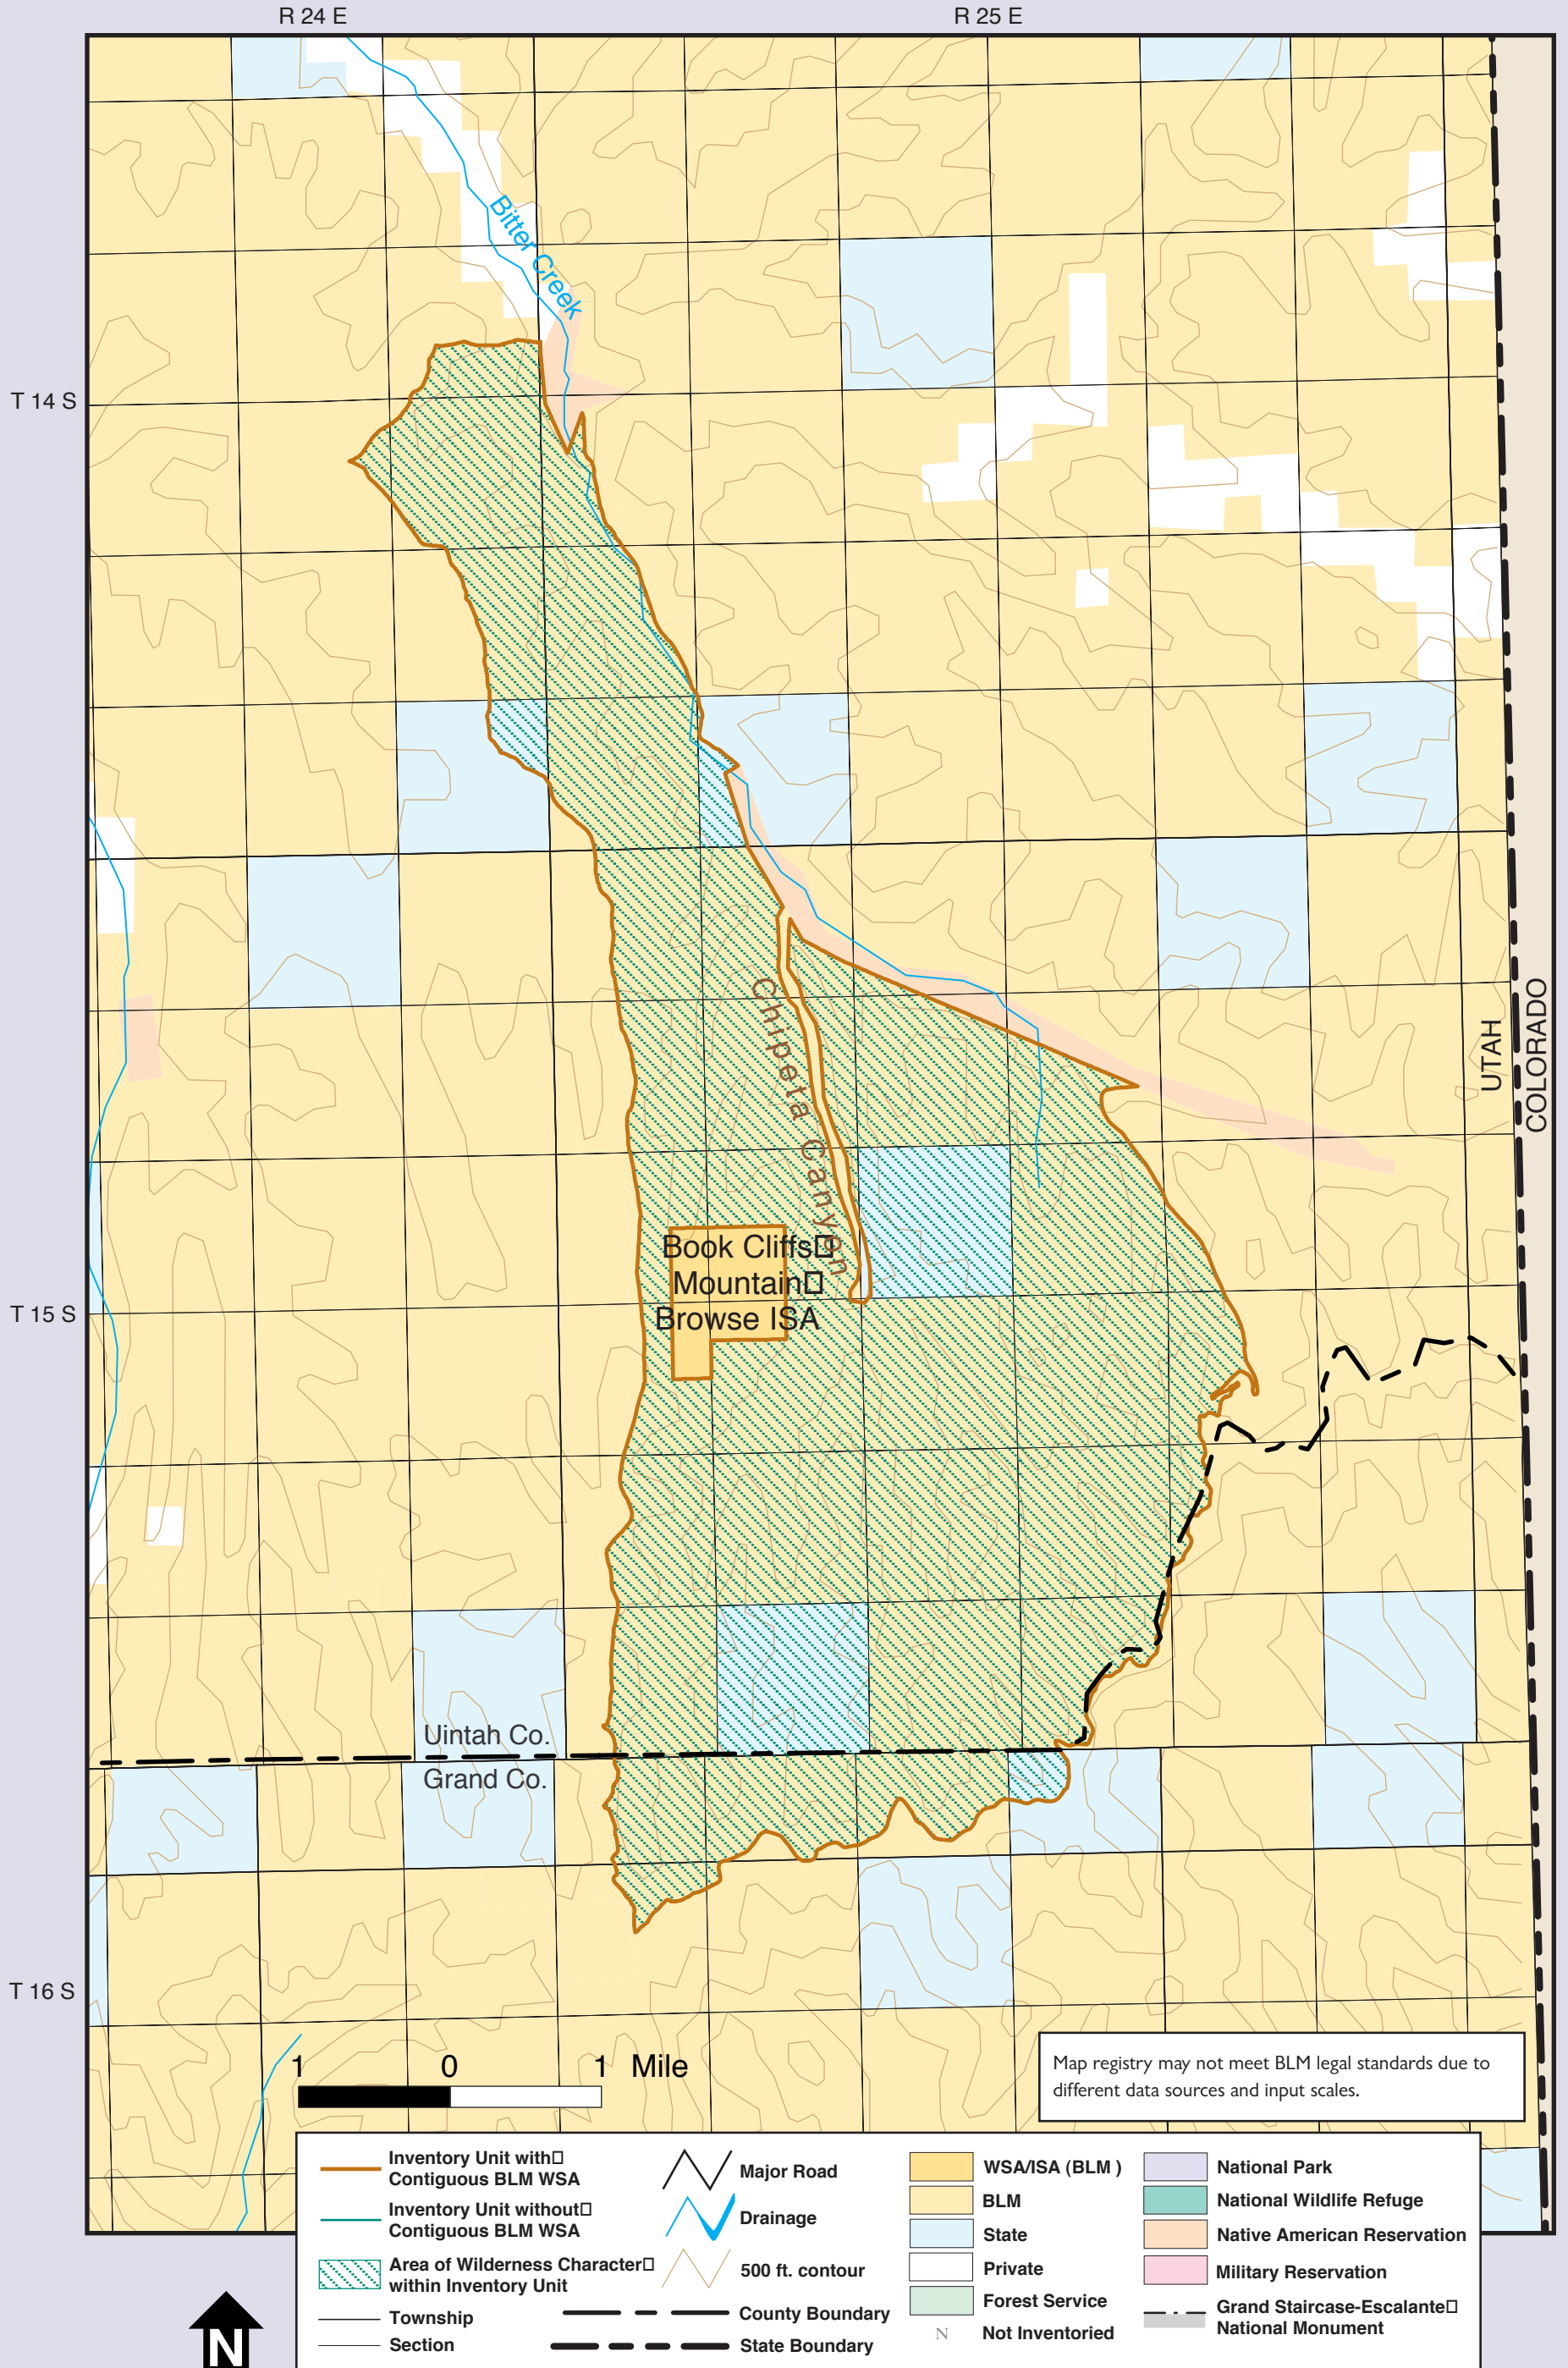 R 24 E
R 25 E
Bitter Creek
T 14 S
Chipeta Canyon
UTAH
COLORADO
Book Cliffs
Mountain
Browse ISA
T 15 S
Uintah Co.
Grand Co.
T 16 S
1 0 1 Mile
Map registry may not meet BLM legal standards due to
different data sources and input scales.
Inventory Unit with
Contiguous BLM WSA
Inventory Unit without
Contiguous BLM WSA
Area of Wilderness Character
within Inventory Unit
Township
Section
Major Road
Drainage
500 ft. contour
County Boundary
State Boundary
WSA/ISA (BLM )
BLM
State
Private
Forest Service
N Not Inventoried
National Park
National Wildlife Refuge
Native American Reservation
Military Reservation
Grand Staircase-Escalante
National Monument
N